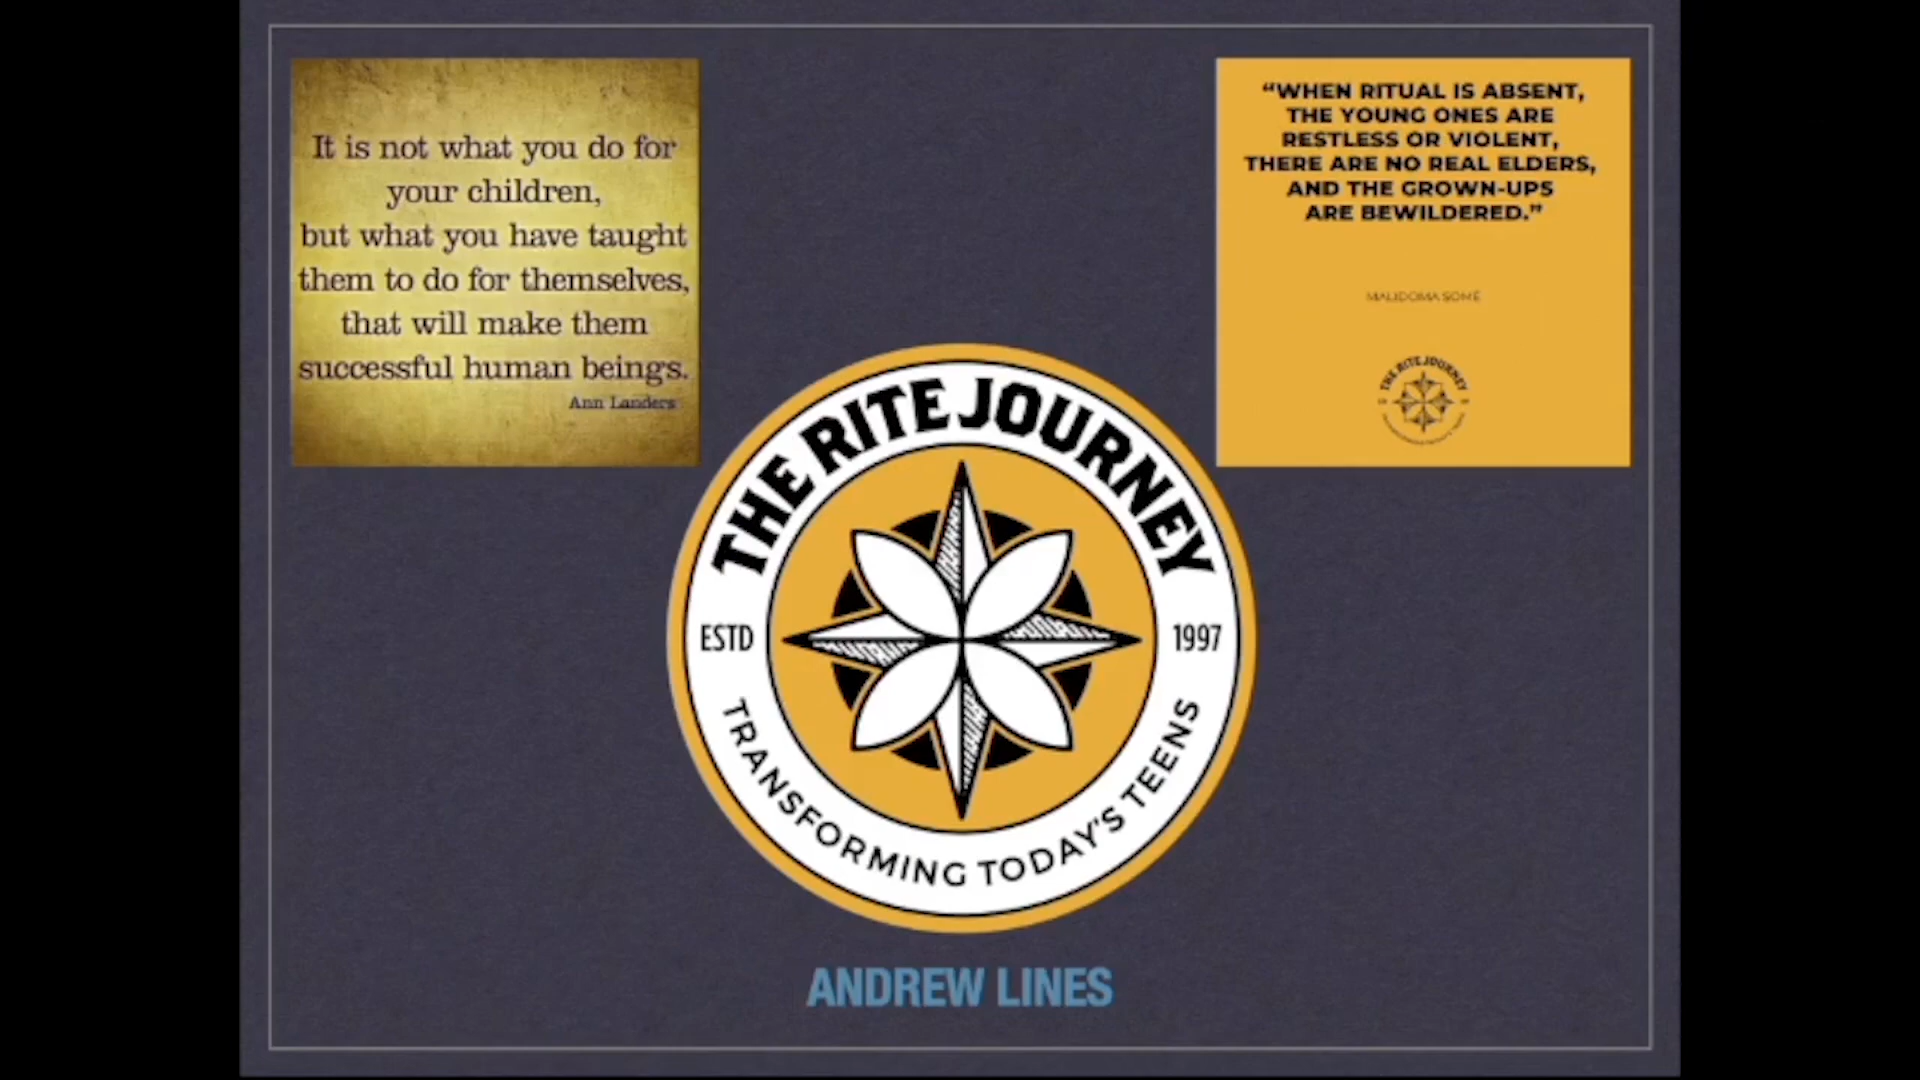 It is not what you do for
your children,
but what you have taught
them to do for themselves,
that will make them
successful human beings.
Ann Landers
“WHEN RITUAL IS ABSENT,
THE YOUNG ONES ARE
RESTLESS OR VIOLENT,
THERE ARE NO REAL ELDERS,
AND THE GROWN-UPS
ARE BEWILDERED.”
MALIDOMA SOMÉ
THE RITE JOURNEY
THE RITE JOURNEY
ESTD 1997
TRANSFORMING TODAY'S TEENS
ANDREW LINES